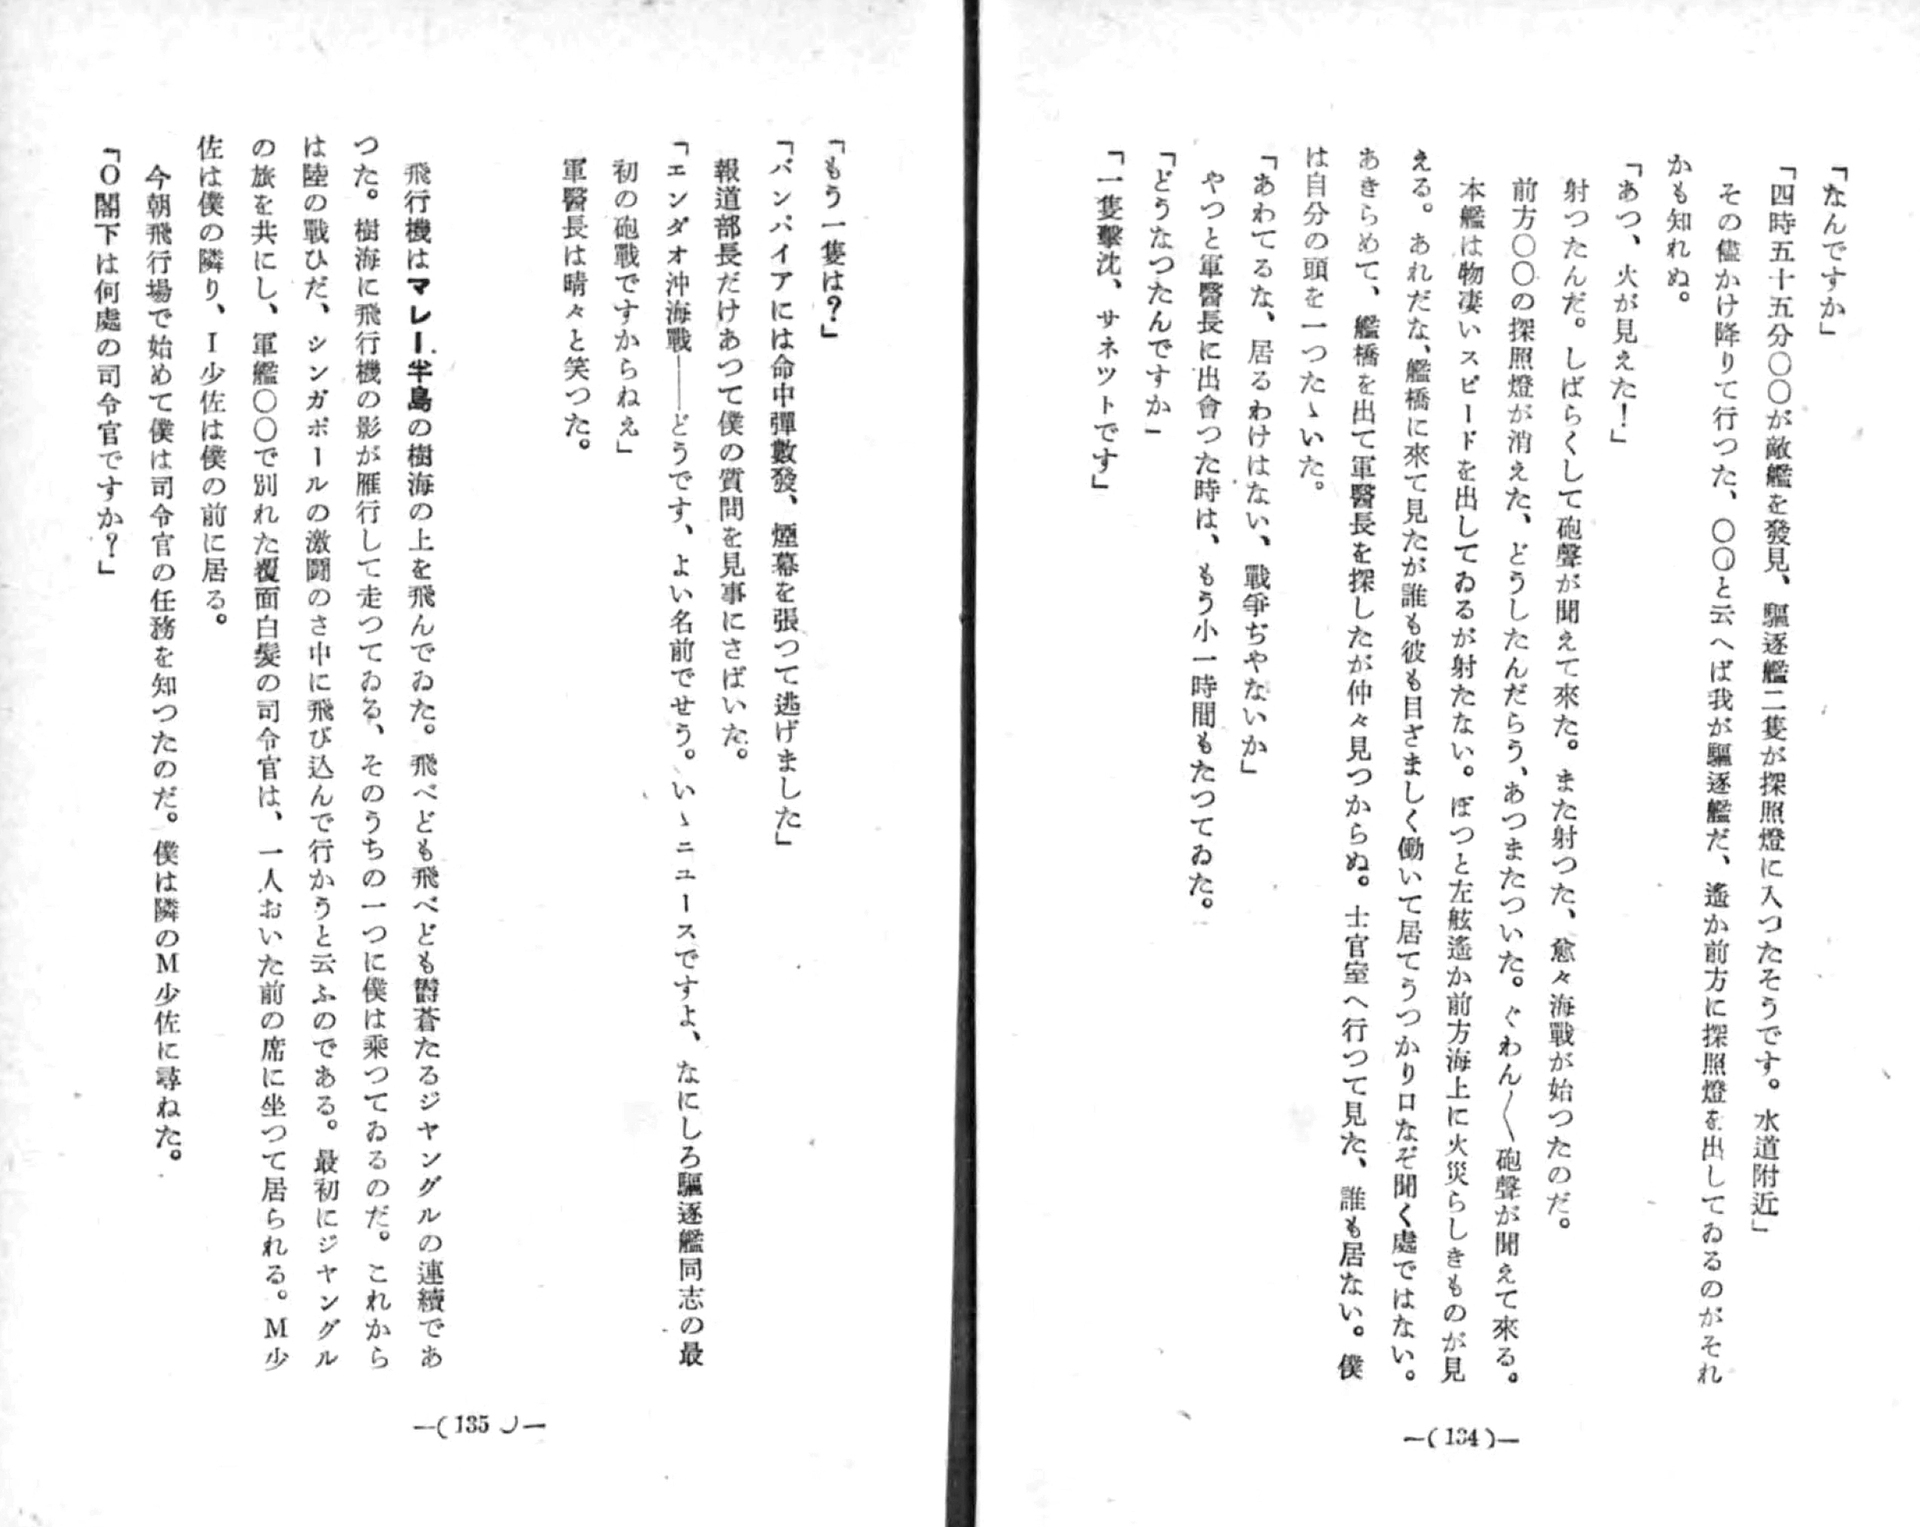 「なんですか」
「四時五十五分〇〇が敵艦を發見、驅逐艦二隻が探照燈に入つたそうです。水道附近」
その儘かけ降りて行つた、〇〇と云へば我が驅逐艦だ、遙か前方に探照燈を出してゐるのがそれ
かも知れぬ。
「あつ、火が見えた！」
射つたんだ。しばらくして砲聲が聞えて來た。また射つた、愈々海戰が始つたのだ。
前方〇〇の探照燈が消えた、どうしたんだらう、あつまたついた。ぐわん〱砲聲が聞えて來る。
本艦は物凄いスピードを出してゐるが射たない。ぼつと左舷遙か前方海上に火災らしきものが見
える。あれだな、艦橋に來て見たが誰も彼も目さましく働いて居てうつかり口なぞ聞く處ではない。
あきらめて、艦橋を出て軍醫長を探したが仲々見つからぬ。士官室へ行つて見た、誰も居ない。僕
は自分の頭を一つたゝいた。
「あわてるな、居るわけはない、戰爭ぢやないか」
やつと軍醫長に出會つた時は、もう小一時間もたつてゐた。
「どうなつたんですか」
「一隻擊沈、サネツトです」
—(134)—
「もう一隻は？」
「バンパイアには命中彈數發、煙幕を張つて逃げました」
報道部長だけあつて僕の質問を見事にさばいた。
「エンダオ沖海戰――どうです、よい名前でせう。いゝニユースですよ、なにしろ驅逐艦同志の最
初の砲戰ですからねえ」
軍醫長は晴々と笑つた。
飛行機はマレー半島の樹海の上を飛んでゐた。飛べども飛べども鬱蒼たるジヤングルの連續であ
つた。樹海に飛行機の影が雁行して走つてゐる、そのうちの一つに僕は乘つてゐるのだ。これから
は陸の戰ひだ、シンガポールの激鬪のさ中に飛び込んで行かうと云ふのである。最初にジヤングル
の旅を共にし、軍艦〇〇で別れた覆面白髮の司令官は、一人おいた前の席に坐つて居られる。M少
佐は僕の隣り、I少佐は僕の前に居る。
今朝飛行場で始めて僕は司令官の任務を知つたのだ。僕は隣のM少佐に尋ねた。
「O閣下は何處の司令官ですか？」
—(135)—